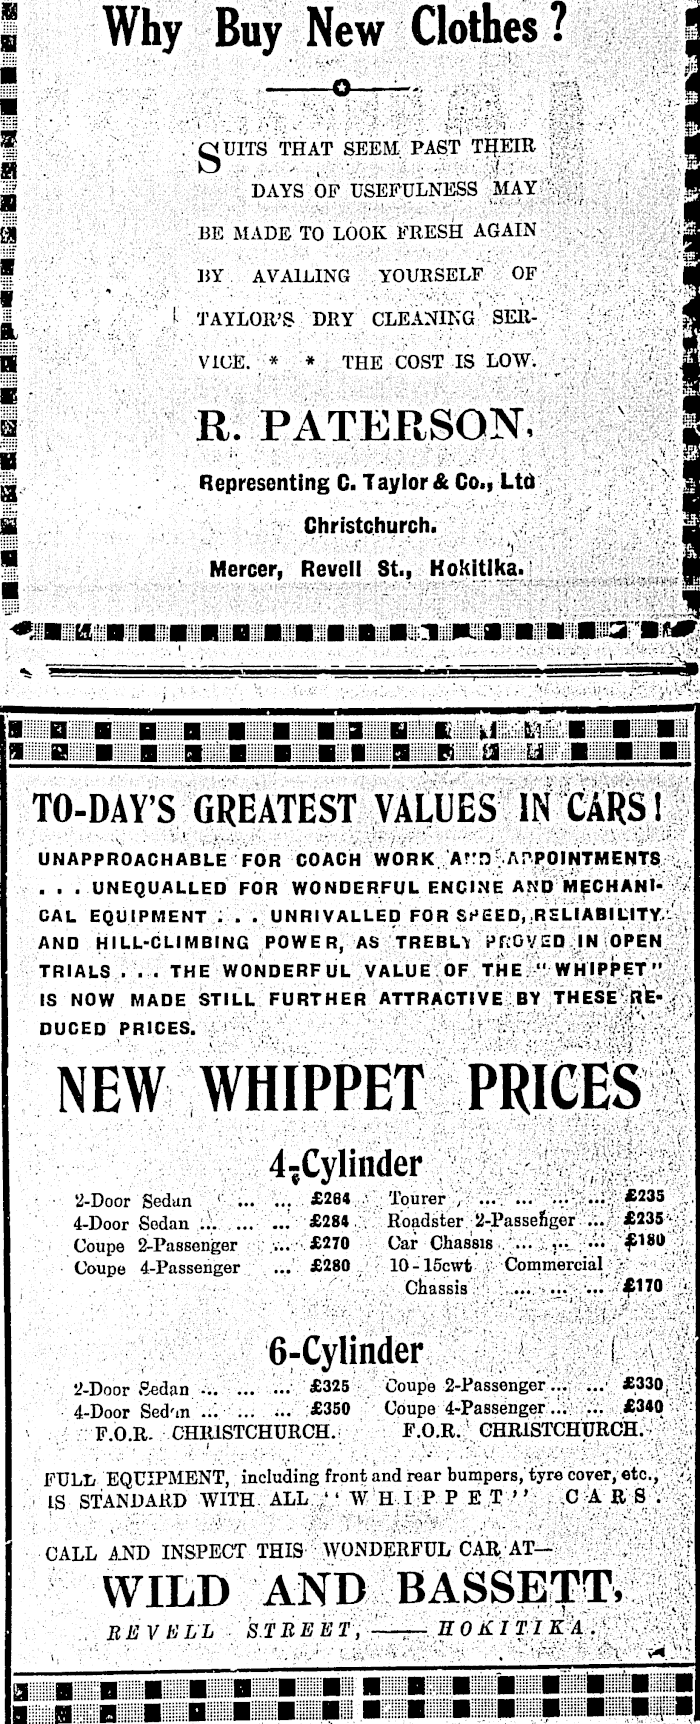 Why Buy New Clothes?
SUITS THAT SEEM PAST THEIR
DAYS OF USEFULNESS MAY
BE MADE TO LOOK FRESH AGAIN
BY AVAILING YOURSELF OF
TAYLOR'S DRY CLEANING SER-
VICE. * * THE COST IS LOW.
R. PATERSON,
Representing C. Taylor & Co., Ltd
Christchurch.
Mercer, Revell St., Hokitika.
TO-DAY'S GREATEST VALUES IN CARS!
UNAPPROACHABLE FOR COACH WORK AND APPOINTMENTS
. . . UNEQUALLED FOR WONDERFUL ENGINE AND MECHANI-
CAL EQUIPMENT . . . UNRIVALLED FOR SPEED, RELIABILITY
AND HILL-CLIMBING POWER, AS TREBLY PROVED IN OPEN
TRIALS . . . THE WONDERFUL VALUE OF THE "WHIPPET"
IS NOW MADE STILL FURTHER ATTRACTIVE BY THESE RE-
DUCED PRICES.
NEW WHIPPET PRICES
4-Cylinder
2-Door Sedan ... ... £264
4-Door Sedan ... ... ... £284
Coupe 2-Passenger ... £270
Coupe 4-Passenger ... £280
Tourer ... ... ... ... £235
Roadster 2-Passenger ... £235
Car Chassis ... ... ... £180
10-15cwt Commercial
Chassis ... ... ... £170
6-Cylinder
2-Door Sedan ... ... ... £325
4-Door Sedan ... ... ... £350
F.O.R. CHRISTCHURCH.
Coupe 2-Passenger ... ... £330
Coupe 4-Passenger ... ... £340
F.O.R. CHRISTCHURCH.
FULL EQUIPMENT, including front and rear bumpers, tyre cover, etc.,
IS STANDARD WITH ALL "WHIPPET" CARS.
CALL AND INSPECT THIS WONDERFUL CAR AT—
WILD AND BASSETT,
REVELL STREET, —— HOKITIKA.